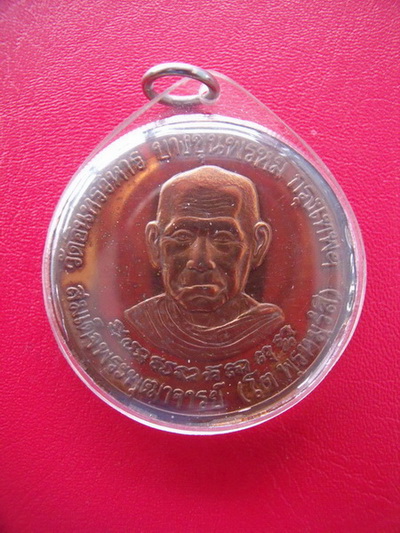 วัดอินทรวิหาร บางขุนพรหม กรุงเทพฯ
สมเด็จพระพุฒาจารย์ (โต พรหมรังสี)